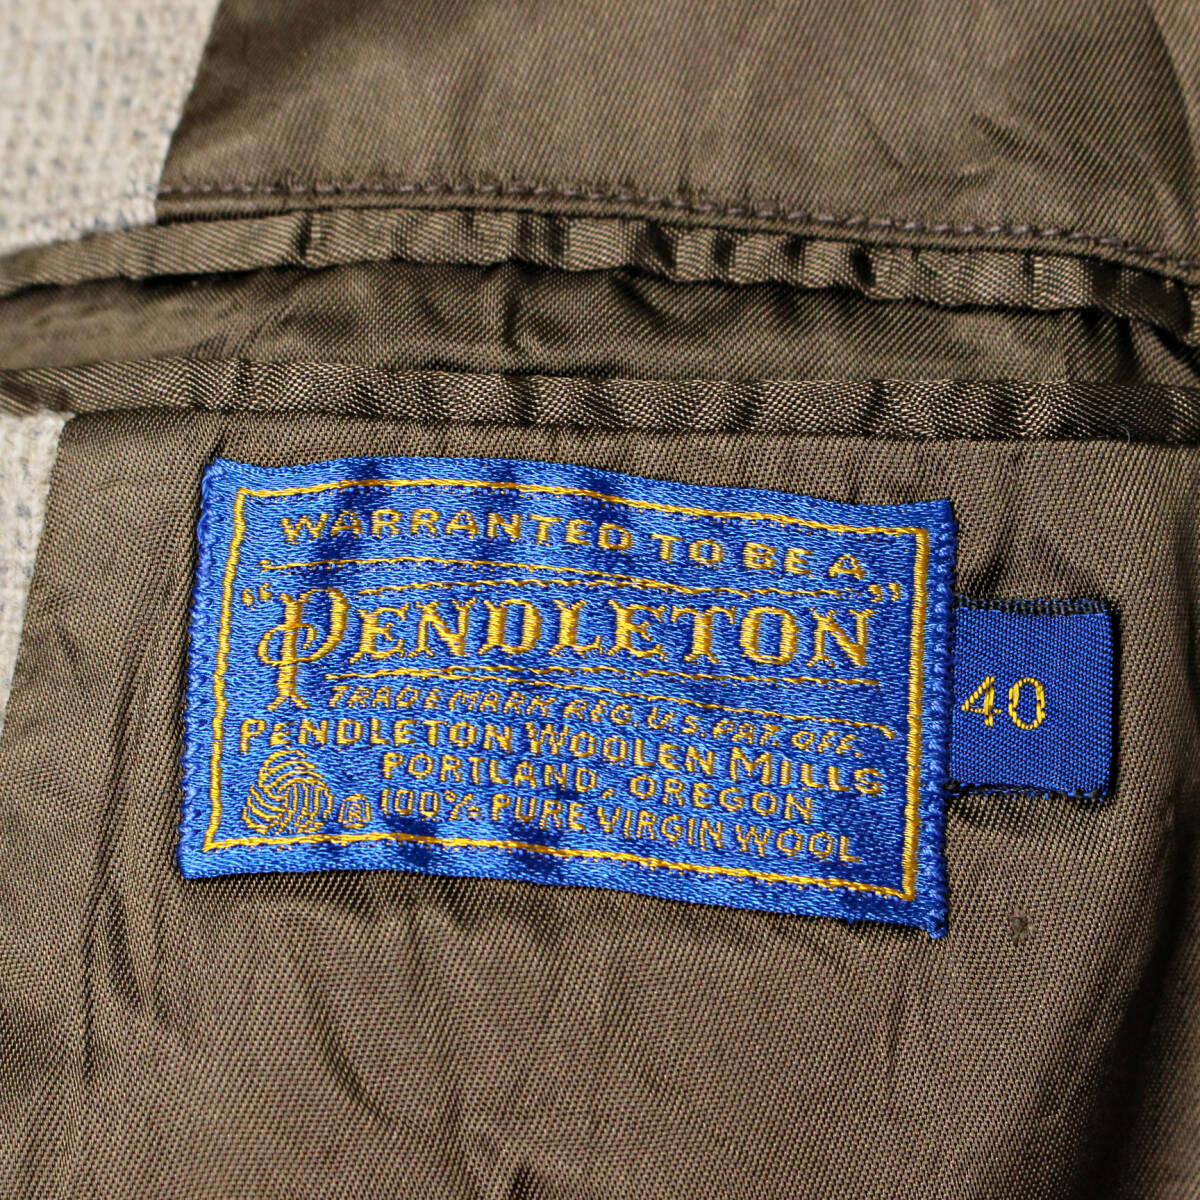 WARRANTED TO BE A
"PENDLETON"
TRADE MARK REG. U.S. PAT. OFF.
PENDLETON WOOLEN MILLS
PORTLAND, OREGON
® 100% PURE VIRGIN WOOL
40